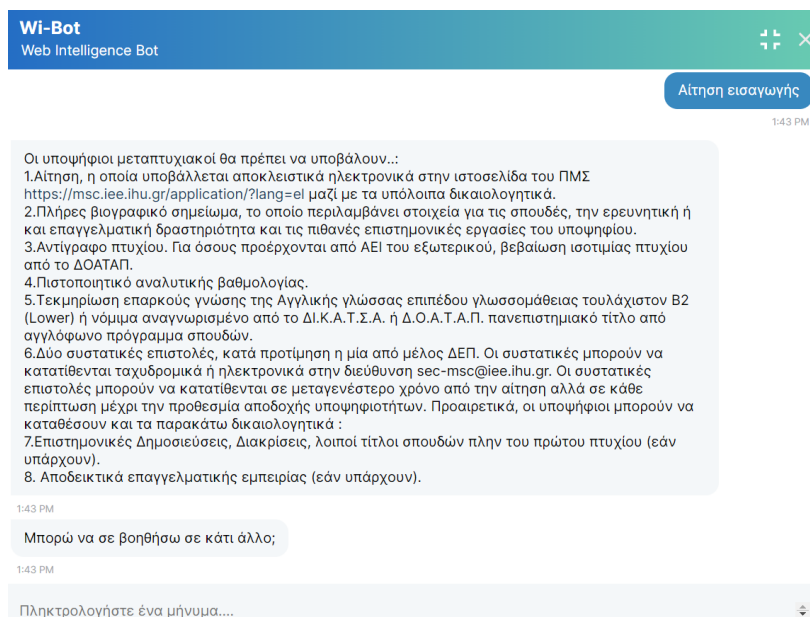 Wi-Bot
Web Intelligence Bot
Αίτηση εισαγωγής
1:43 PM
Οι υποψήφιοι μεταπτυχιακοί θα πρέπει να υποβάλουν..:
1.Αίτηση, η οποία υποβάλλεται αποκλειστικά ηλεκτρονικά στην ιστοσελίδα του ΠΜΣ
https://msc.iee.ihu.gr/application/?lang=el μαζί με τα υπόλοιπα δικαιολογητικά.
2.Πλήρες βιογραφικό σημείωμα, το οποίο περιλαμβάνει στοιχεία για τις σπουδές, την ερευνητική ή
και επαγγελματική δραστηριότητα και τις πιθανές επιστημονικές εργασίες του υποψηφίου.
3.Αντίγραφο πτυχίου. Για όσους προέρχονται από ΑΕΙ του εξωτερικού, βεβαίωση ισοτιμίας πτυχίου
από το ΔΟΑΤΑΠ.
4.Πιστοποιητικό αναλυτικής βαθμολογίας.
5.Τεκμηρίωση επαρκούς γνώσης της Αγγλικής γλώσσας επιπέδου γλωσσομάθειας τουλάχιστον Β2
(Lower) ή νόμιμα αναγνωρισμένο από το ΔΙ.Κ.Α.Τ.Σ.Α. ή Δ.Ο.Α.Τ.Α.Π. πανεπιστημιακό τίτλο από
αγγλόφωνο πρόγραμμα σπουδών.
6.Δύο συστατικές επιστολές, κατά προτίμηση η μία από μέλος ΔΕΠ. Οι συστατικές μπορούν να
κατατίθενται ταχυδρομικά ή ηλεκτρονικά στην διεύθυνση sec-msc@iee.ihu.gr. Οι συστατικές
επιστολές μπορούν να κατατίθενται σε μεταγενέστερο χρόνο από την αίτηση αλλά σε κάθε
περίπτωση μέχρι την προθεσμία αποδοχής υποψηφιοτήτων. Προαιρετικά, οι υποψήφιοι μπορούν να
καταθέσουν και τα παρακάτω δικαιολογητικά :
7.Επιστημονικές Δημοσιεύσεις, Διακρίσεις, λοιποί τίτλοι σπουδών πλην του πρώτου πτυχίου (εάν
υπάρχουν).
8. Αποδεικτικά επαγγελματικής εμπειρίας (εάν υπάρχουν).
1:43 PM
Μπορώ να σε βοηθήσω σε κάτι άλλο;
1:43 PM
Πληκτρολογήστε ένα μήνυμα....